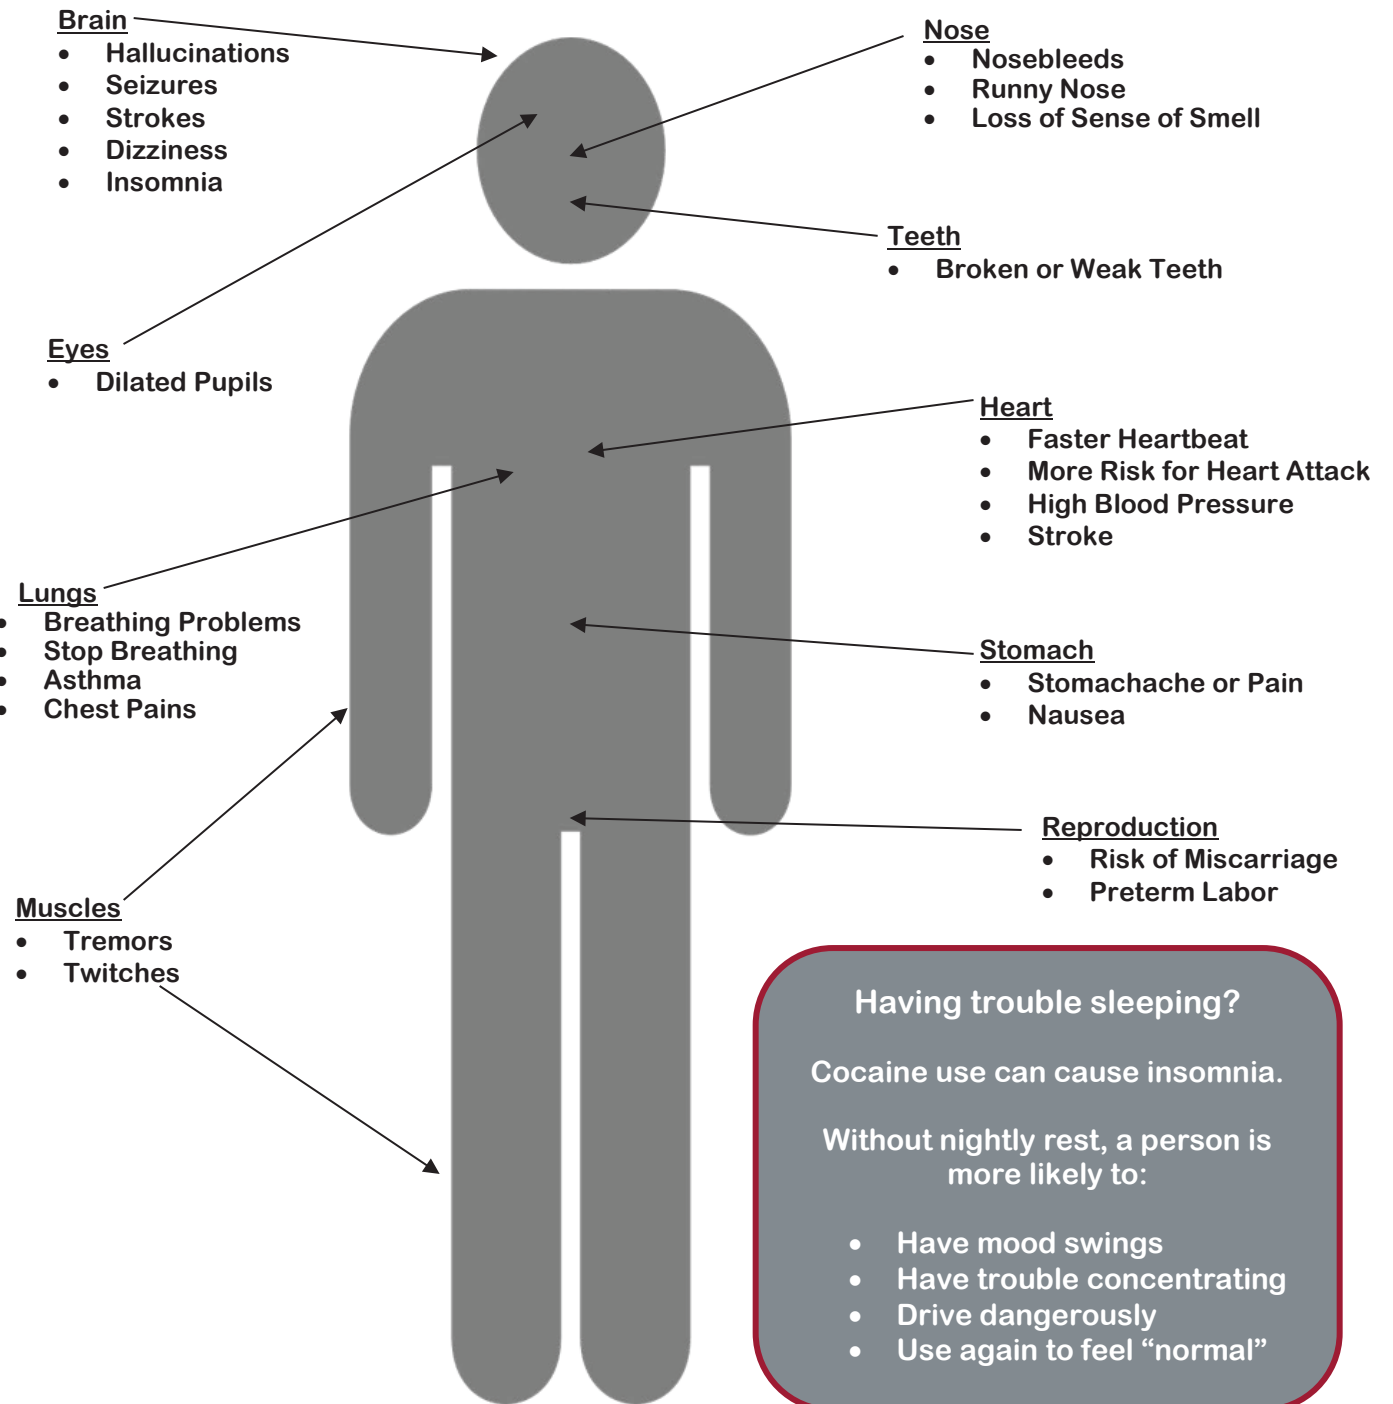 Brain
• Hallucinations
• Seizures
• Strokes
• Dizziness
• Insomnia
Nose
• Nosebleeds
• Runny Nose
• Loss of Sense of Smell
Teeth
• Broken or Weak Teeth
Eyes
• Dilated Pupils
Heart
• Faster Heartbeat
• More Risk for Heart Attack
• High Blood Pressure
• Stroke
Lungs
• Breathing Problems
• Stop Breathing
• Asthma
• Chest Pains
Stomach
• Stomachache or Pain
• Nausea
Reproduction
• Risk of Miscarriage
• Preterm Labor
Muscles
• Tremors
• Twitches
Having trouble sleeping?
Cocaine use can cause insomnia.
Without nightly rest, a person is
more likely to:
• Have mood swings
• Have trouble concentrating
• Drive dangerously
• Use again to feel “normal”